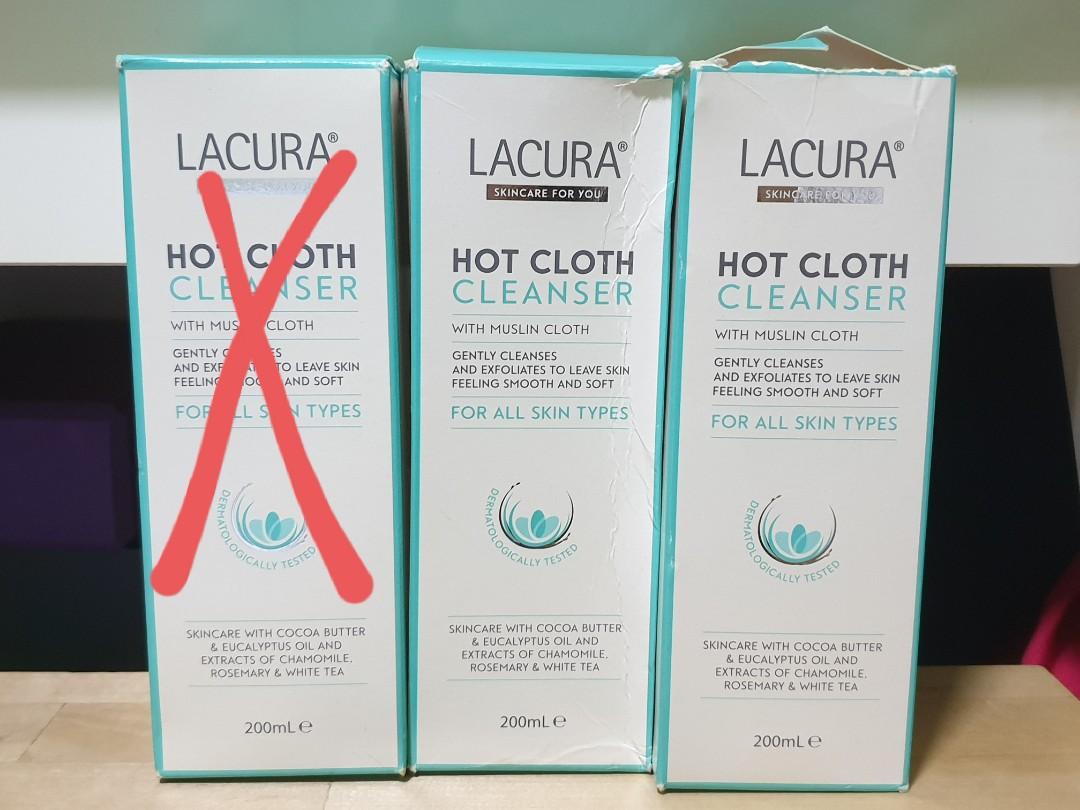 LACURA®
HOT CLOTH
CLEANSER
WITH MUSLIN CLOTH
GENTLY
AND EXFOLIATES TO LEAVE SKIN
FEELING SMOOTH AND SOFT
FOR ALL SKIN TYPES
DERMATOLOGICALLY TESTED
SKINCARE WITH COCOA BUTTER
& EUCALYPTUS OIL AND
EXTRACTS OF CHAMOMILE,
ROSEMARY & WHITE TEA
200mL ℮
LACURA®
SKINCARE FOR YOU
HOT CLOTH
CLEANSER
WITH MUSLIN CLOTH
GENTLY CLEANSES
AND EXFOLIATES TO LEAVE SKIN
FEELING SMOOTH AND SOFT
FOR ALL SKIN TYPES
DERMATOLOGICALLY TESTED
SKINCARE WITH COCOA BUTTER
& EUCALYPTUS OIL AND
EXTRACTS OF CHAMOMILE,
ROSEMARY & WHITE TEA
200mL ℮
LACURA®
SKINCARE FOR YOU
HOT CLOTH
CLEANSER
WITH MUSLIN CLOTH
GENTLY CLEANSES
AND EXFOLIATES TO LEAVE SKIN
FEELING SMOOTH AND SOFT
FOR ALL SKIN TYPES
DERMATOLOGICALLY TESTED
SKINCARE WITH COCOA BUTTER
& EUCALYPTUS OIL AND
EXTRACTS OF CHAMOMILE,
ROSEMARY & WHITE TEA
200mL ℮